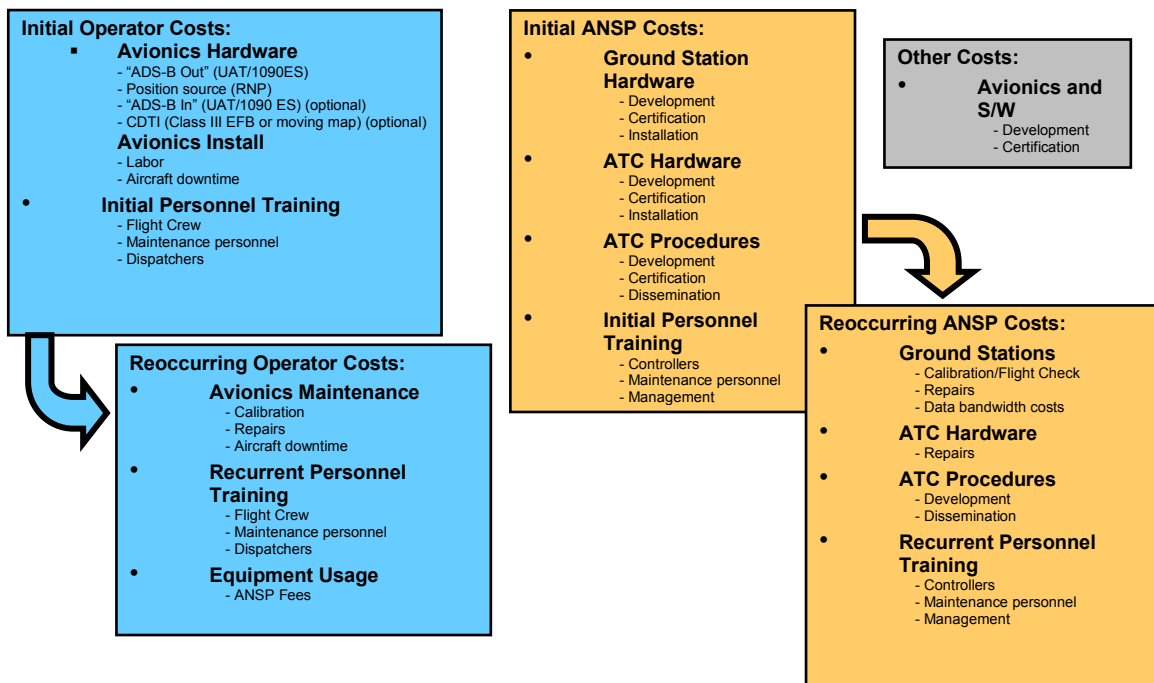 Initial Operator Costs:
▪ Avionics Hardware
- “ADS-B Out” (UAT/1090ES)
- Position source (RNP)
- “ADS-B In” (UAT/1090 ES) (optional)
- CDTI (Class III EFB or moving map) (optional)
Avionics Install
- Labor
- Aircraft downtime
• Initial Personnel Training
- Flight Crew
- Maintenance personnel
- Dispatchers
Reoccurring Operator Costs:
• Avionics Maintenance
- Calibration
- Repairs
- Aircraft downtime
• Recurrent Personnel
Training
- Flight Crew
- Maintenance personnel
- Dispatchers
• Equipment Usage
- ANSP Fees
Initial ANSP Costs:
• Ground Station
Hardware
- Development
- Certification
- Installation
• ATC Hardware
- Development
- Certification
- Installation
• ATC Procedures
- Development
- Certification
- Dissemination
• Initial Personnel
Training
- Controllers
- Maintenance personnel
- Management
Other Costs:
• Avionics and
S/W
- Development
- Certification
Reoccurring ANSP Costs:
• Ground Stations
- Calibration/Flight Check
- Repairs
- Data bandwidth costs
• ATC Hardware
- Repairs
• ATC Procedures
- Development
- Dissemination
• Recurrent Personnel
Training
- Controllers
- Maintenance personnel
- Management